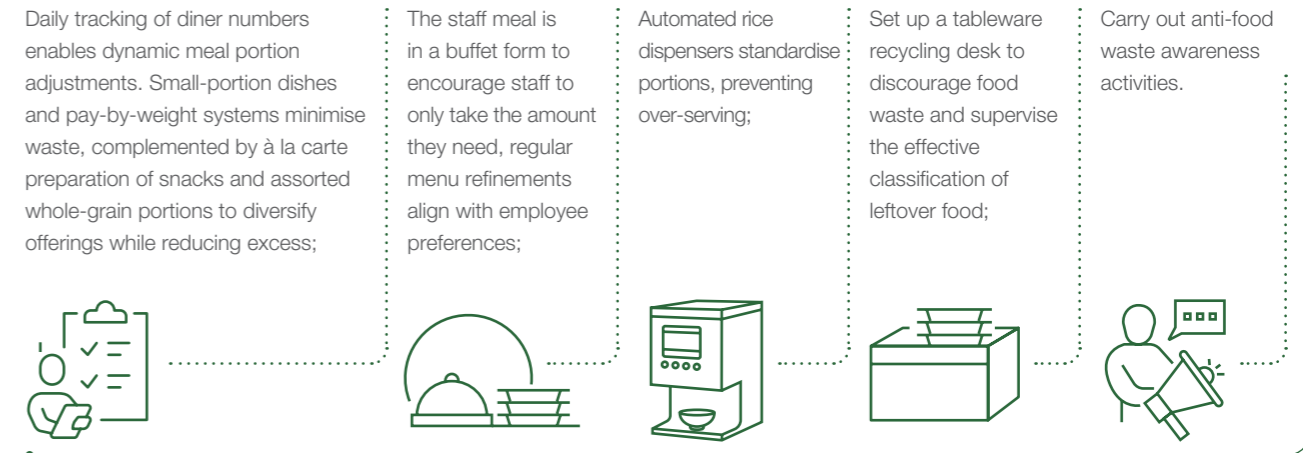 Daily tracking of diner numbers
enables dynamic meal portion
adjustments. Small-portion dishes
and pay-by-weight systems minimise
waste, complemented by à la carte
preparation of snacks and assorted
whole-grain portions to diversify
offerings while reducing excess;
The staff meal is
in a buffet form to
encourage staff to
only take the amount
they need, regular
menu refinements
align with employee
preferences;
Automated rice
dispensers standardise
portions, preventing
over-serving;
Set up a tableware
recycling desk to
discourage food
waste and supervise
the effective
classification of
leftover food;
Carry out anti-food
waste awareness
activities.